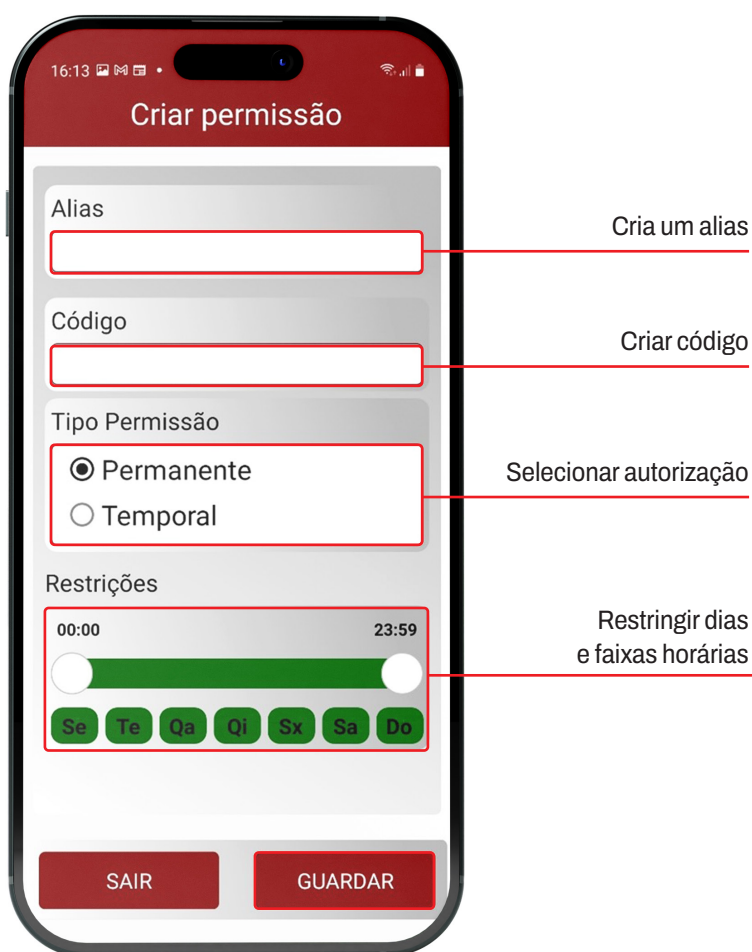 16:13
Criar permissão
Alias
Cria um alias
Código
Criar código
Tipo Permissão
Permanente
Temporal
Selecionar autorização
Restrições
00:00 23:59
Restringir dias
e faixas horárias
Se Te Qa Qi Sx Sa Do
SAIR GUARDAR